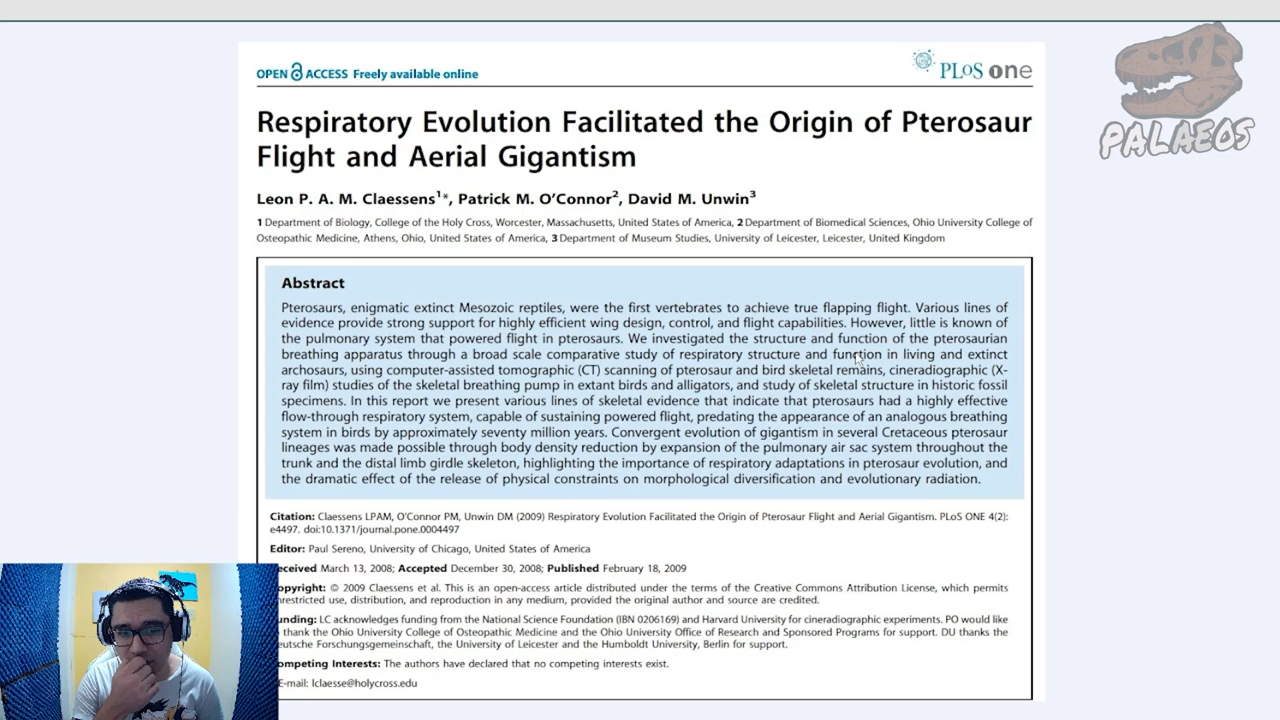 OPEN ACCESS Freely available online
PLoS one
PALAEOS
Respiratory Evolution Facilitated the Origin of Pterosaur
Flight and Aerial Gigantism
Leon P. A. M. Claessens1*, Patrick M. O'Connor2, David M. Unwin3
1 Department of Biology, College of the Holy Cross, Worcester, Massachusetts, United States of America, 2 Department of Biomedical Sciences, Ohio University College of
Osteopathic Medicine, Athens, Ohio, United States of America, 3 Department of Museum Studies, University of Leicester, Leicester, United Kingdom
Abstract
Pterosaurs, enigmatic extinct Mesozoic reptiles, were the first vertebrates to achieve true flapping flight. Various lines of
evidence provide strong support for highly efficient wing design, control, and flight capabilities. However, little is known of
the pulmonary system that powered flight in pterosaurs. We investigated the structure and function of the pterosaurian
breathing apparatus through a broad scale comparative study of respiratory structure and function in living and extinct
archosaurs, using computer-assisted tomographic (CT) scanning of pterosaur and bird skeletal remains, cineradiographic (X-
ray film) studies of the skeletal breathing pump in extant birds and alligators, and study of skeletal structure in historic fossil
specimens. In this report we present various lines of skeletal evidence that indicate that pterosaurs had a highly effective
flow-through respiratory system, capable of sustaining powered flight, predating the appearance of an analogous breathing
system in birds by approximately seventy million years. Convergent evolution of gigantism in several Cretaceous pterosaur
lineages was made possible through body density reduction by expansion of the pulmonary air sac system throughout the
trunk and the distal limb girdle skeleton, highlighting the importance of respiratory adaptations in pterosaur evolution, and
the dramatic effect of the release of physical constraints on morphological diversification and evolutionary radiation.
Citation: Claessens LPAM, O'Connor PM, Unwin DM (2009) Respiratory Evolution Facilitated the Origin of Pterosaur Flight and Aerial Gigantism. PLoS ONE 4(2):
e4497. doi:10.1371/journal.pone.0004497
Editor: Paul Sereno, University of Chicago, United States of America
ceived March 13, 2008; Accepted December 30, 2008; Published February 18, 2009
opyright: © 2009 Claessens et al. This is an open-access article distributed under the terms of the Creative Commons Attribution License, which permits
nrestricted use, distribution, and reproduction in any medium, provided the original author and source are credited.
unding: LC acknowledges funding from the National Science Foundation (IBN 0206169) and Harvard University for cineradiographic experiments. PO would like
thank the Ohio University College of Osteopathic Medicine and the Ohio University Office of Research and Sponsored Programs for support. DU thanks the
eutsche Forschungsgemeinschaft, the University of Leicester and the Humboldt University, Berlin for support.
ompeting Interests: The authors have declared that no competing interests exist.
E-mail: lclaesse@holycross.edu